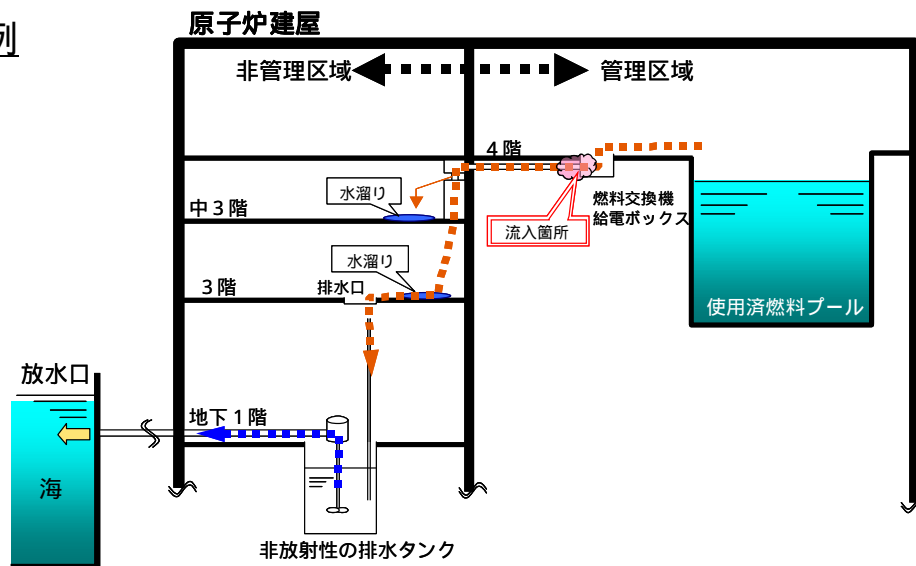 例
原子炉建屋
非管理区域
管理区域
4階
水溜り
中3階
燃料交換機
給電ボックス
流入箇所
水溜り
3階
排水口
使用済燃料プール
放水口
地下1階
海
非放射性の排水タンク